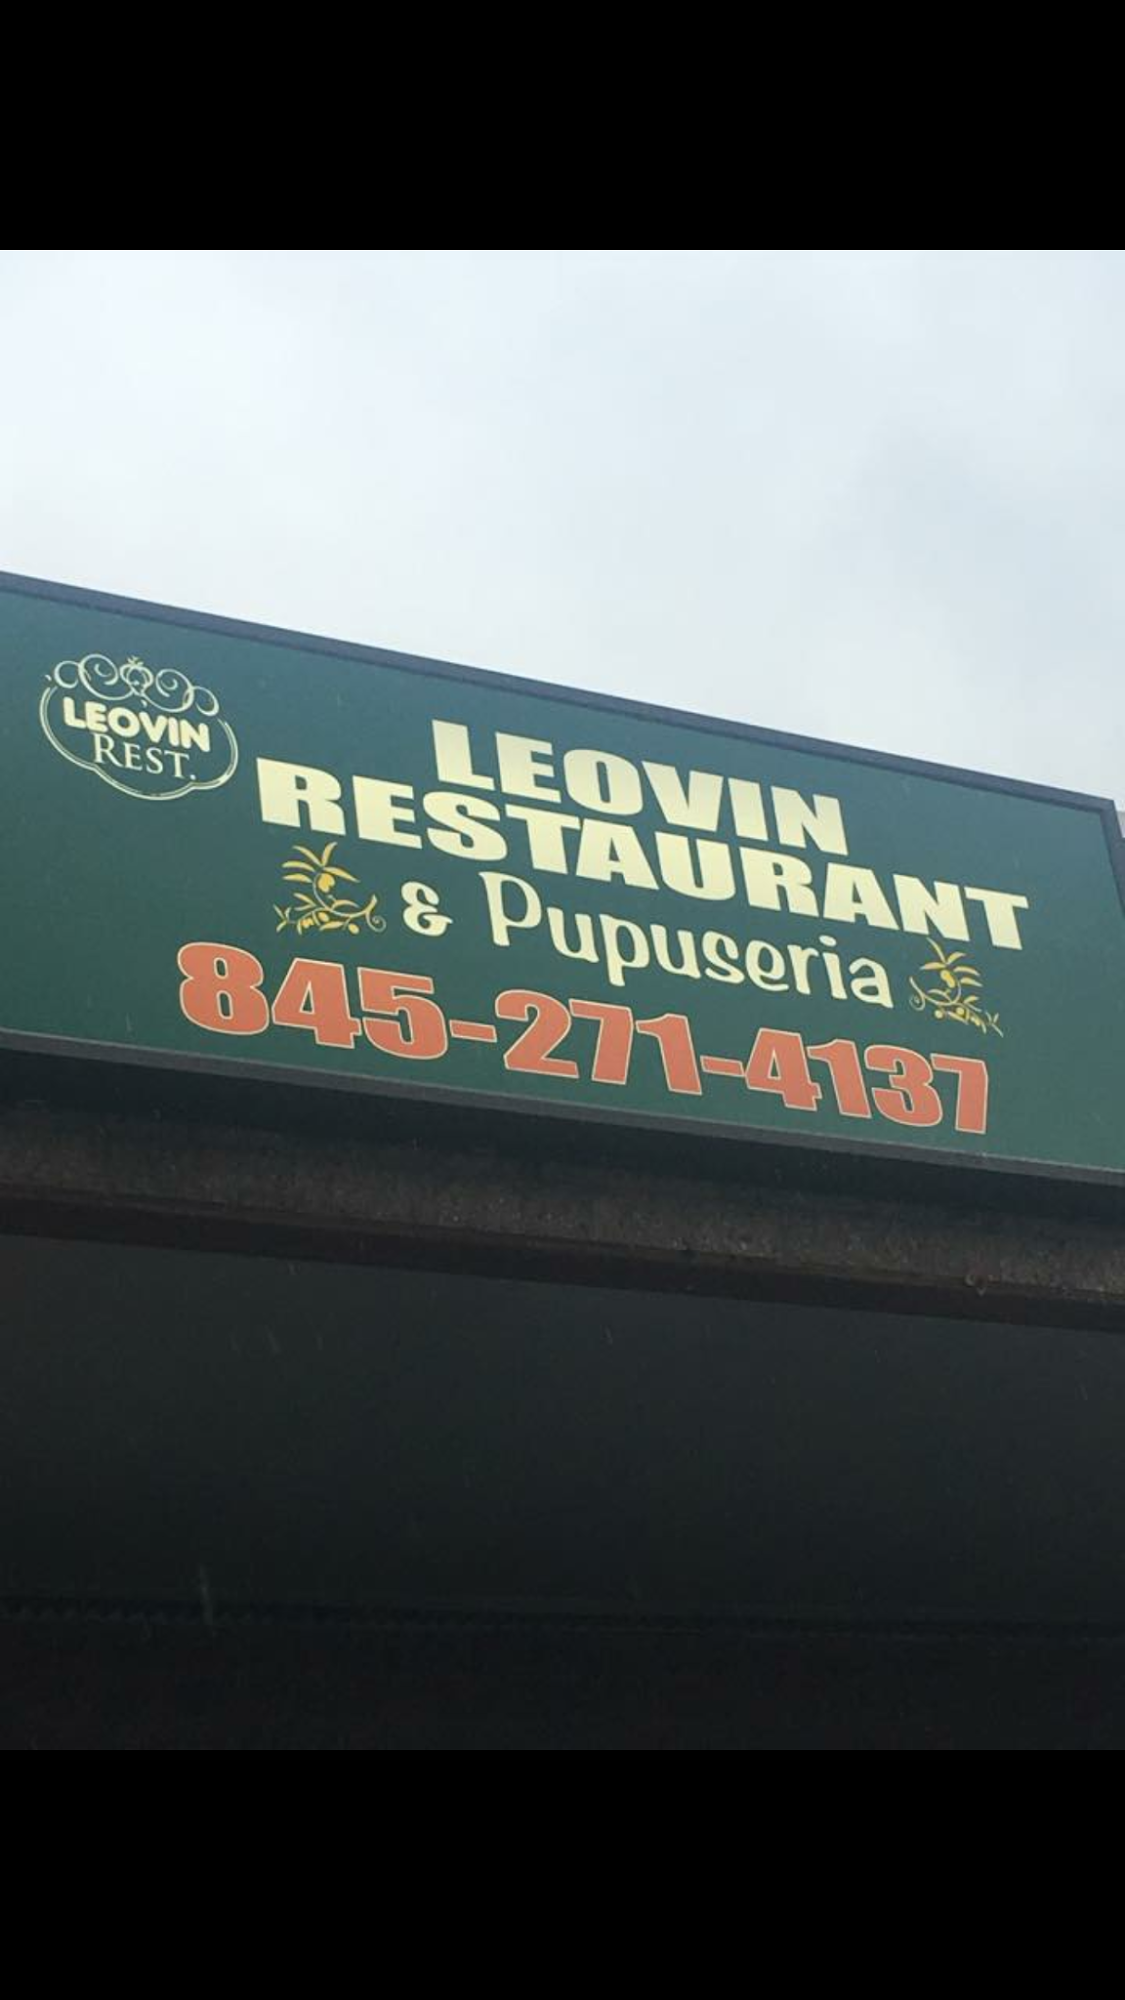 LEOVIN
REST.
LEOVIN
RESTAURANT
& Pupuseria
845-271-4137